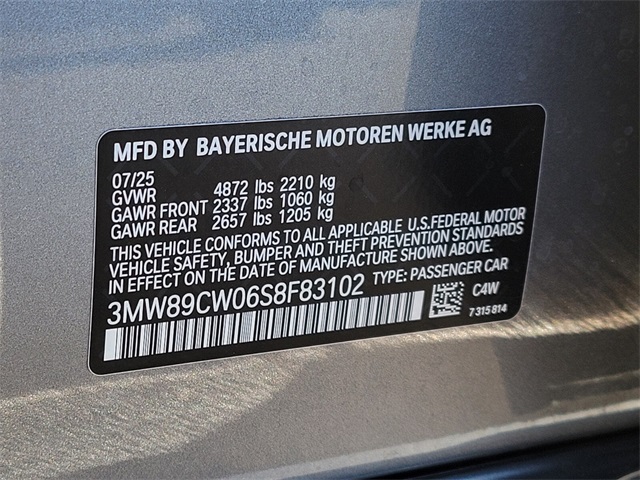 MFD BY BAYERISCHE MOTOREN WERKE AG
07/25
GVWR 4872 lbs 2210 kg
GAWR FRONT 2337 lbs 1060 kg
GAWR REAR 2657 lbs 1205 kg
THIS VEHICLE CONFORMS TO ALL APPLICABLE U.S.FEDERAL MOTOR
VEHICLE SAFETY, BUMPER AND THEFT PREVENTION STANDARDS
IN EFFECT ON THE DATE OF MANUFACTURE SHOWN ABOVE.
3MW89CW06S8F83102 TYPE: PASSENGER CAR
C4W
7315814